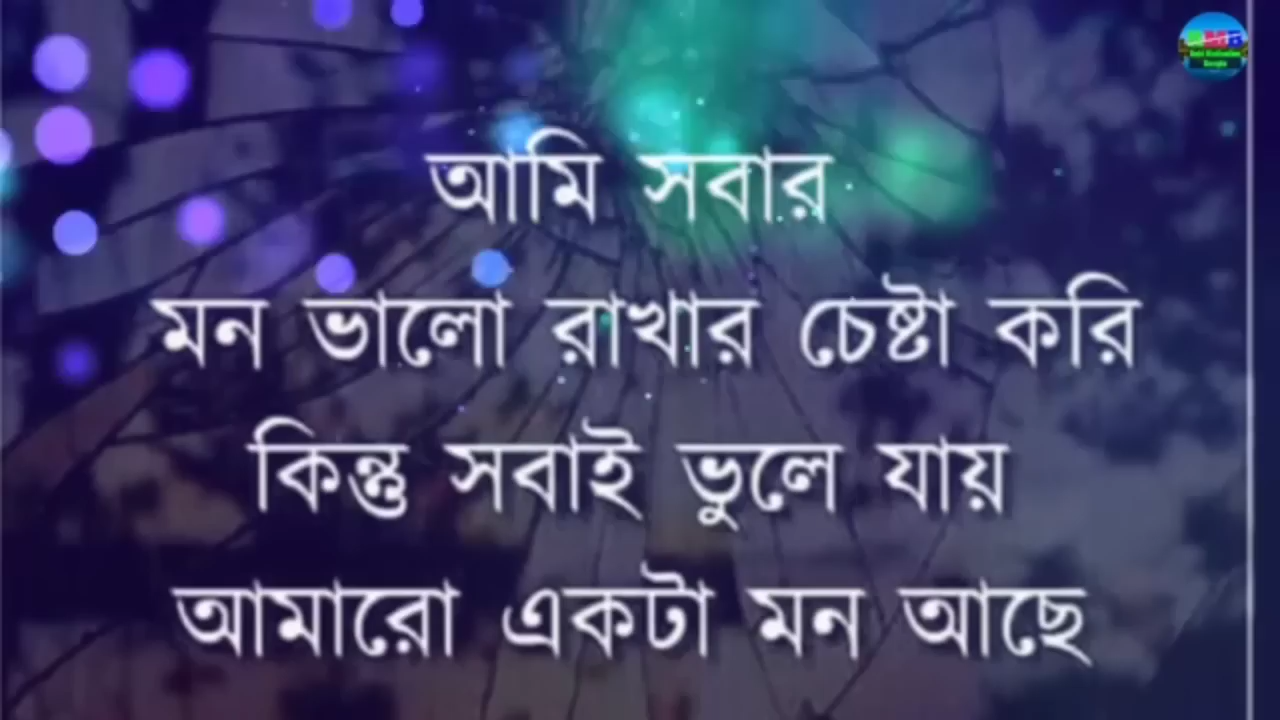 আমি সবার
মন ভালো রাখার চেষ্টা করি
কিন্তু সবাই ভুলে যায়
আমারো একটা মন আছে